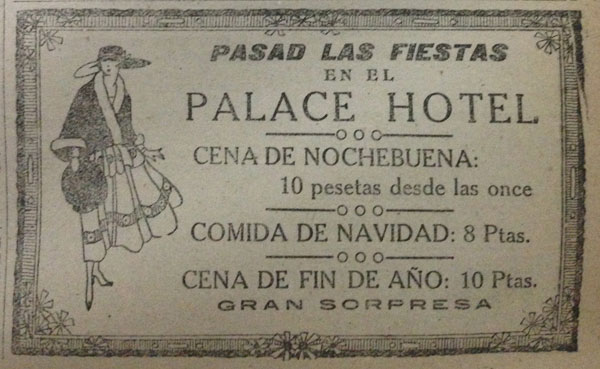 PASAD LAS FIESTAS
EN EL
PALACE HOTEL
CENA DE NOCHEBUENA:
10 pesetas desde las once
COMIDA DE NAVIDAD: 8 Ptas.
CENA DE FIN DE AÑO: 10 Ptas.
GRAN SORPRESA